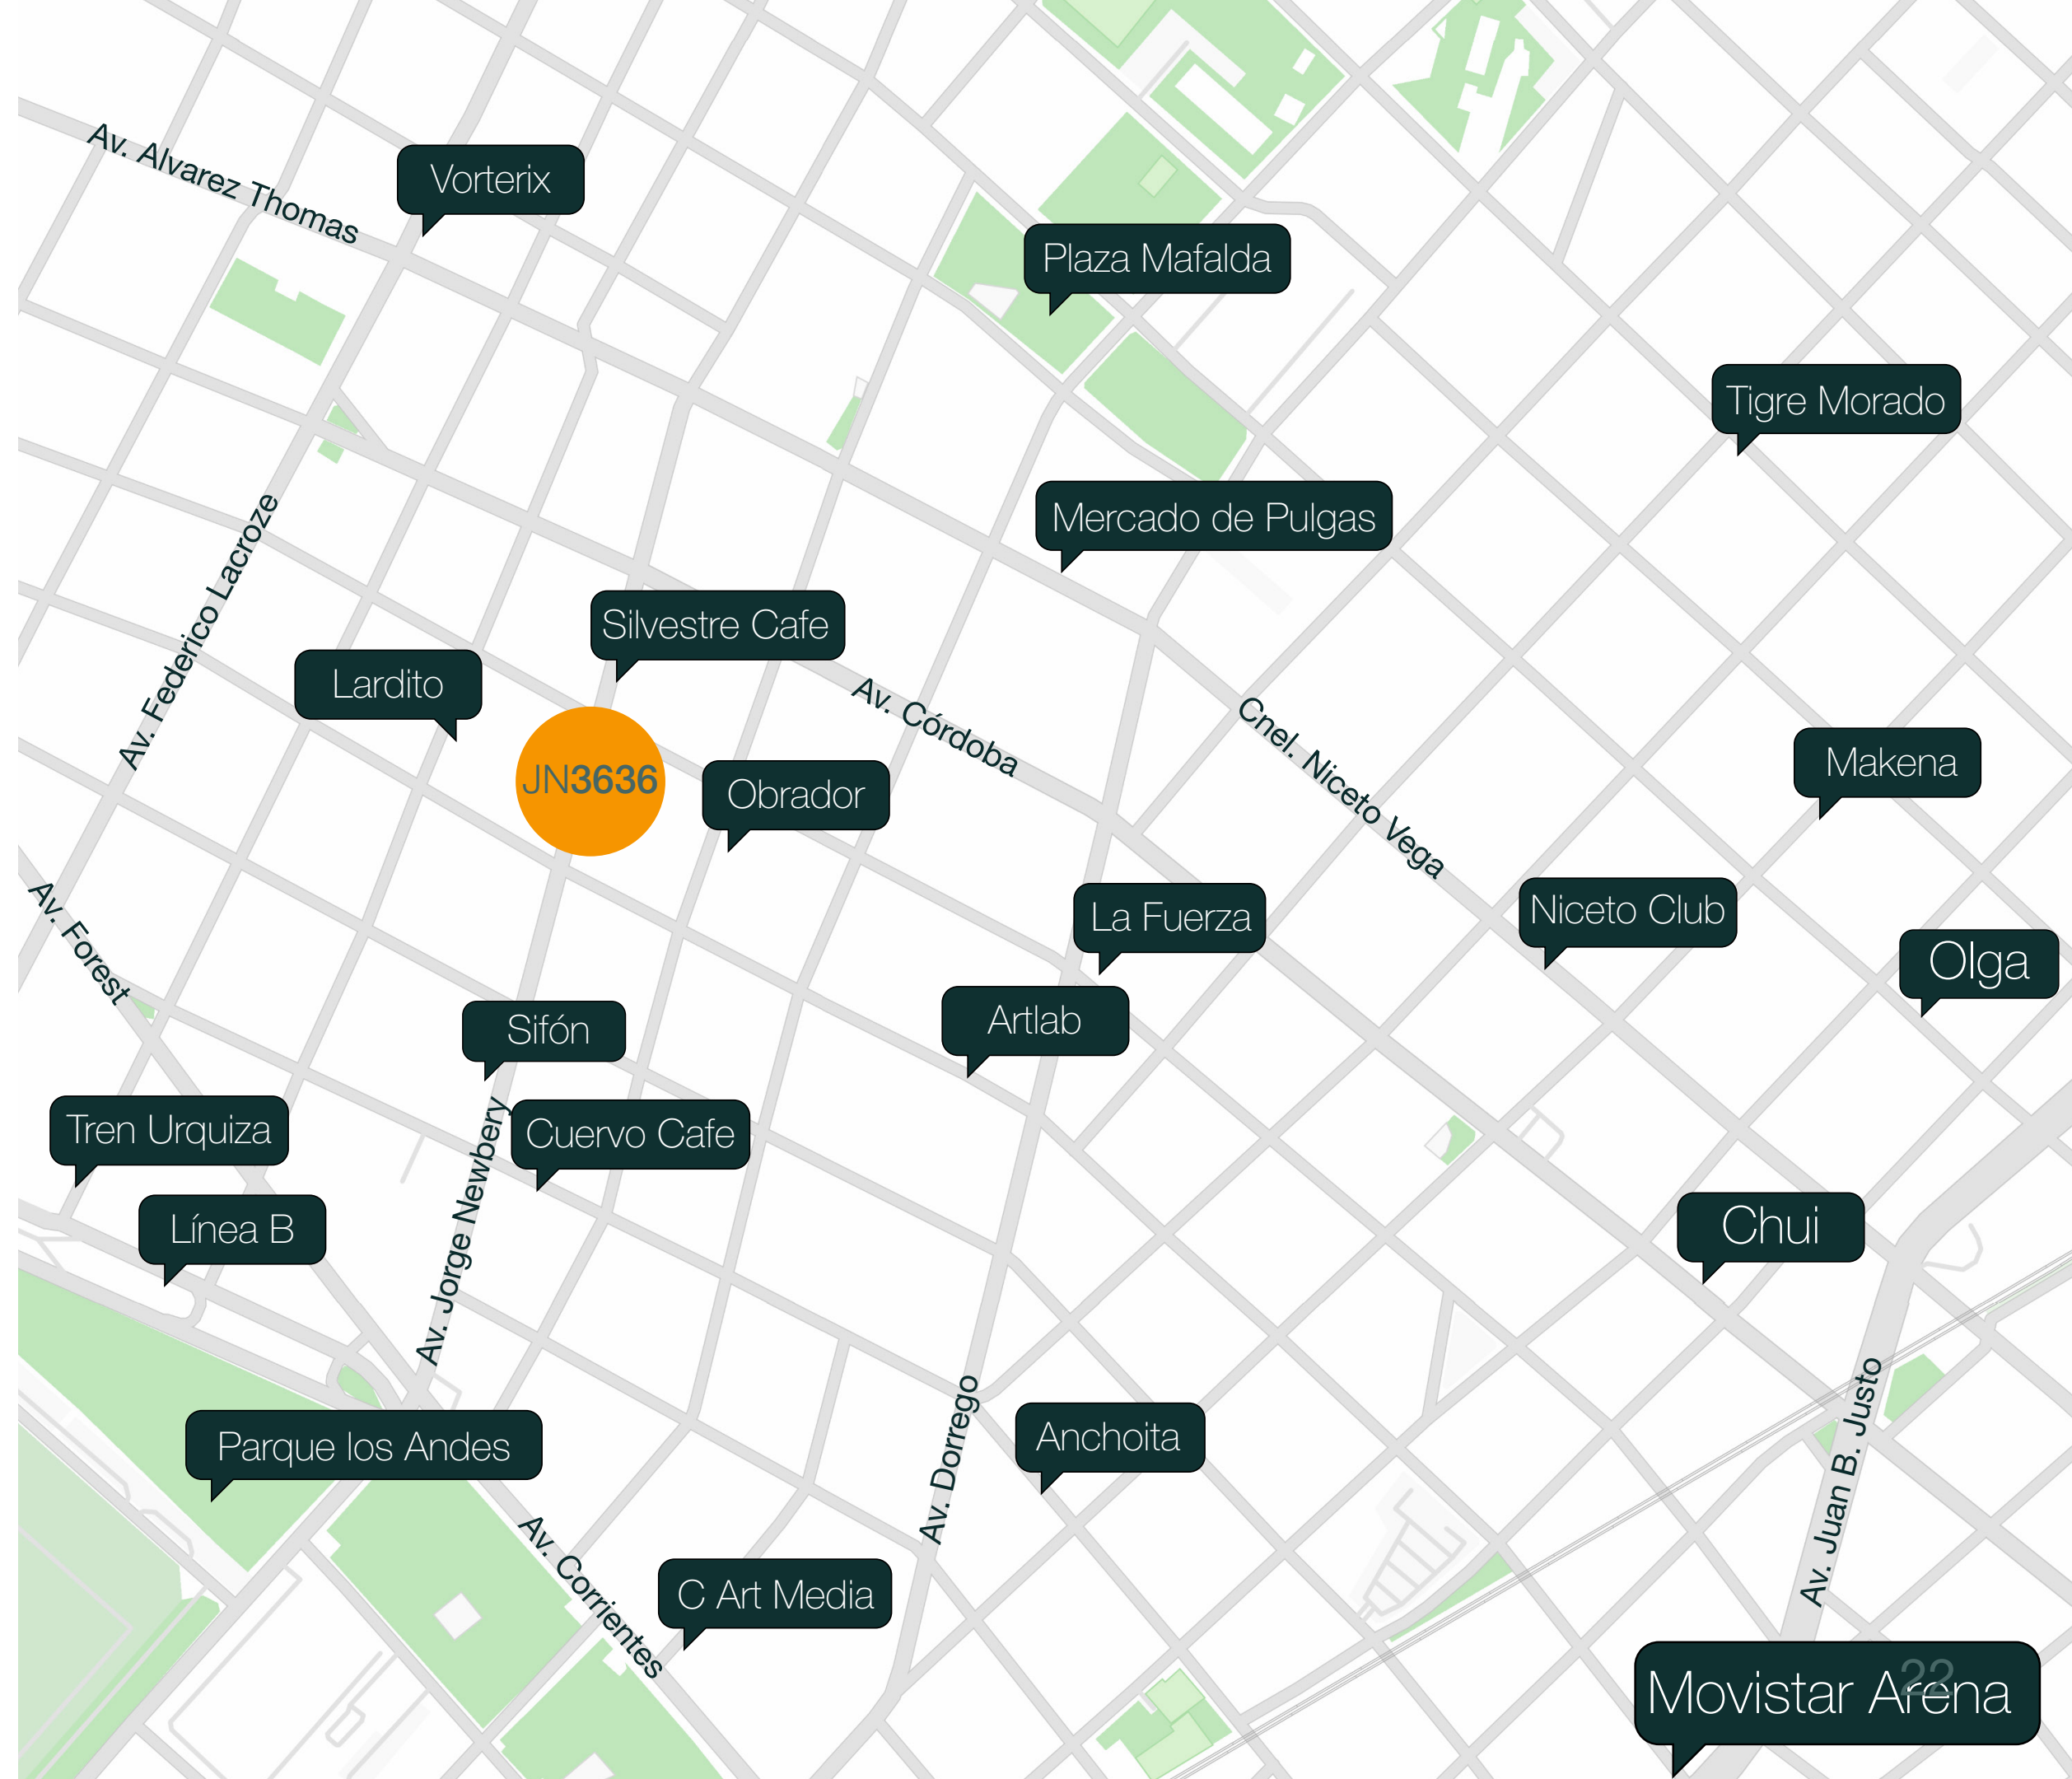 Av. Alvarez Thomas
Vorterix
Plaza Mafalda
Tigre Morado
Mercado de Pulgas
Av. Federico Lacroze
Silvestre Cafe
Lardito
Av. Córdoba
Cnel. Niceto Vega
JN3636
Obrador
Makena
Av. Forest
La Fuerza
Niceto Club
Olga
Sifón
Artlab
Tren Urquiza
Cuervo Cafe
Av. Jorge Newbery
Línea B
Chui
Parque los Andes
Av. Dorrego
Anchoita
Av. Juan B. Justo
Av. Corrientes
C Art Media
Movistar Arena
22